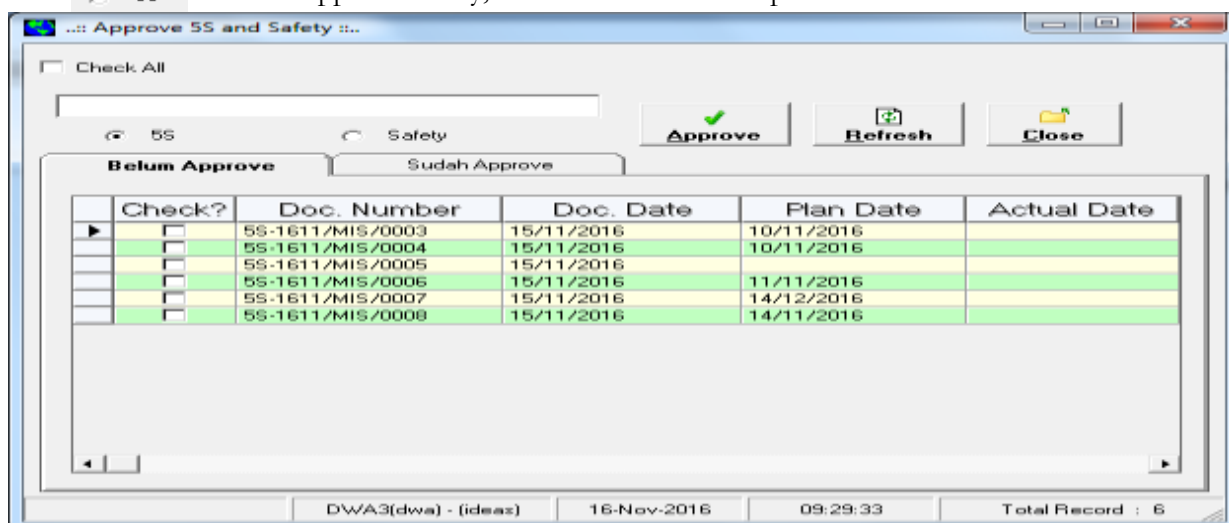 ..:: Approve 5S and Safety ::..
Check All
5S Safety Approve Refresh Close
Belum Approve Sudah Approve
Check? Doc. Number Doc. Date Plan Date Actual Date
5S-1611/MIS/0003 15/11/2016 10/11/2016
5S-1611/MIS/0004 15/11/2016 10/11/2016
5S-1611/MIS/0005 15/11/2016
5S-1611/MIS/0006 15/11/2016 11/11/2016
5S-1611/MIS/0007 15/11/2016 14/12/2016
5S-1611/MIS/0008 15/11/2016 14/11/2016
DWA3(dwa) - (ideas) 16-Nov-2016 09:29:33 Total Record : 6